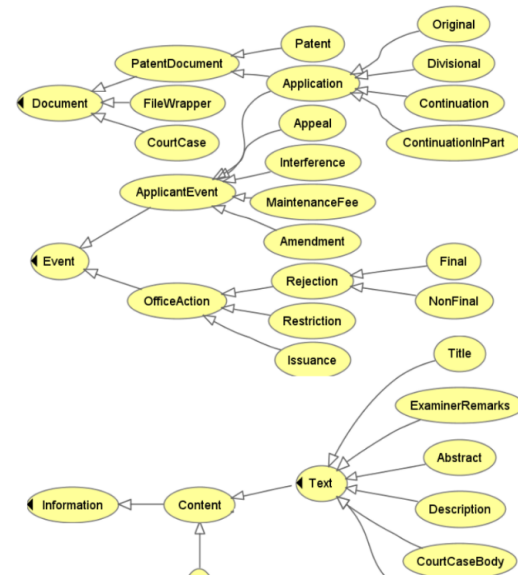 Original
Patent
PatentDocument
Divisional
Application
Document
FileWrapper
Continuation
Appeal
CourtCase
ContinuationInPart
Interference
ApplicantEvent
MaintenanceFee
Amendment
Event
Final
Rejection
OfficeAction
NonFinal
Restriction
Issuance
Title
ExaminerRemarks
Abstract
Text
Information
Content
Description
CourtCaseBody